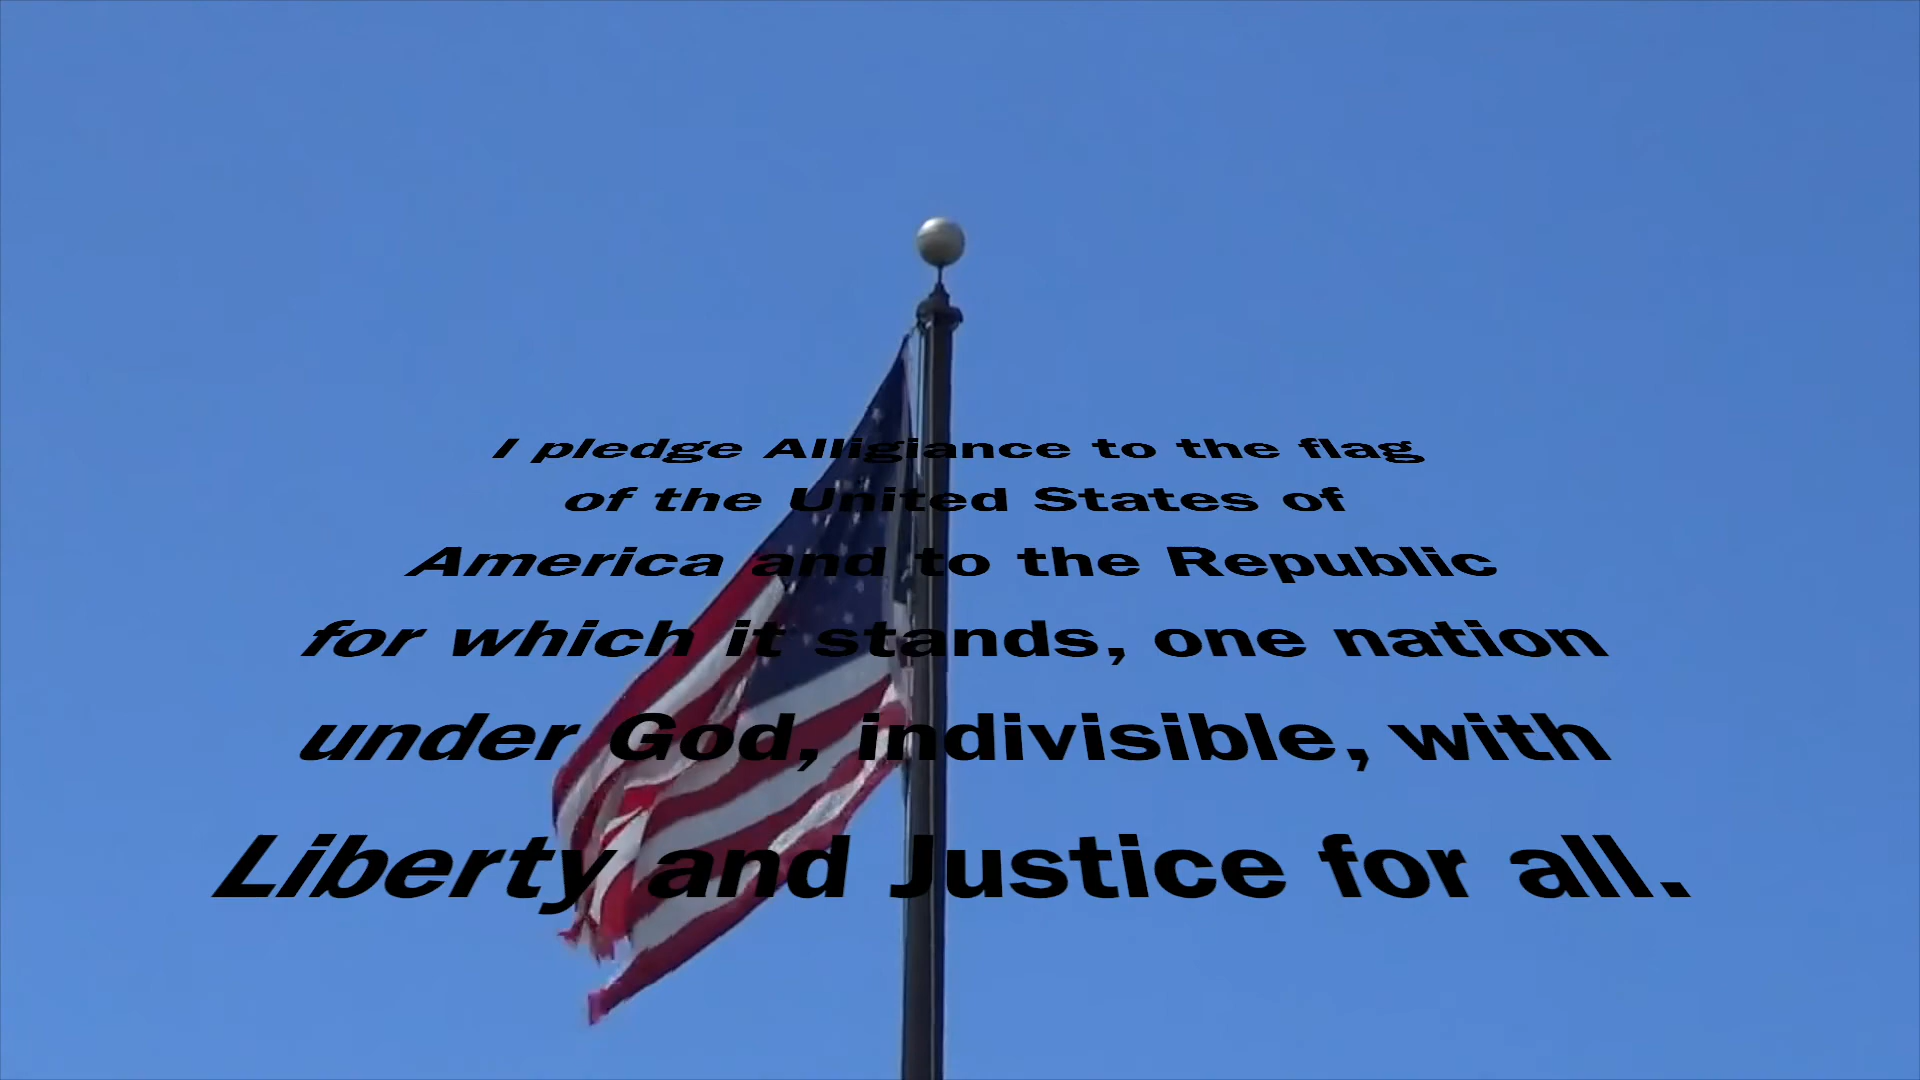 I pledge Alligiance to the flag
of the United States of
America and to the Republic
for which it stands, one nation
under God, indivisible, with
Liberty and Justice for all.